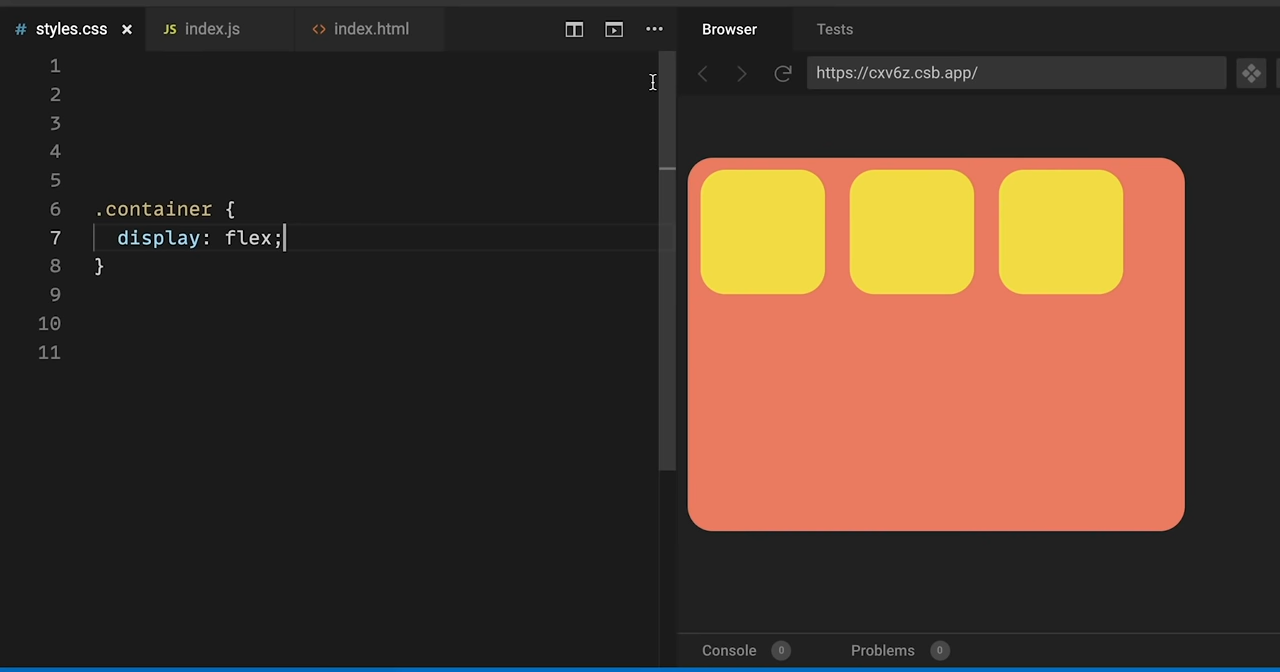 # styles.css × JS index.js <> index.html
Browser Tests
https://cxv6z.csb.app/
1
2
3
4
5
6 .container {
7 display: flex;
8 }
9
10
11
Console 0 Problems 0